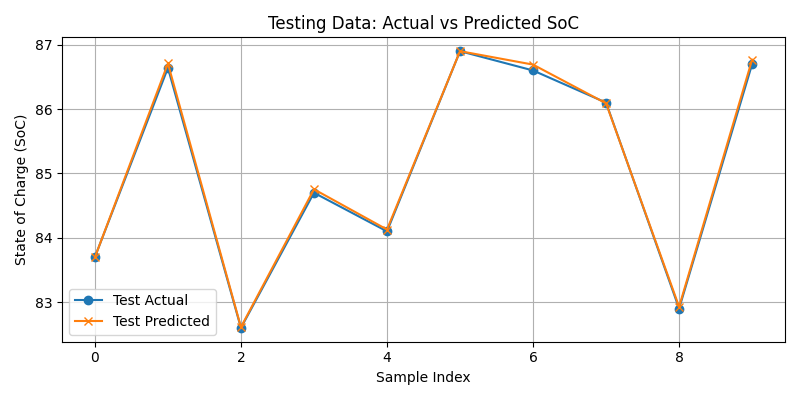 Testing Data: Actual vs Predicted SoC
State of Charge (SoC)
87
86
85
84
83
Test Actual
Test Predicted
0
2
4
6
8
Sample Index